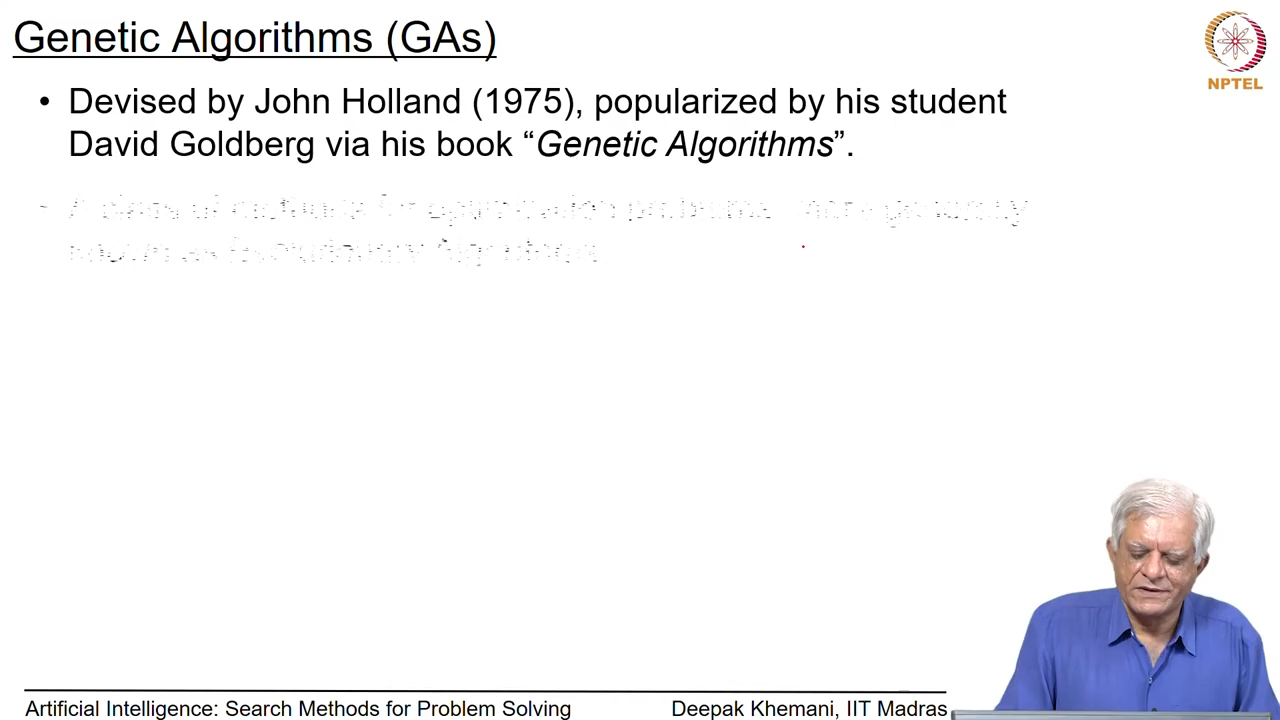 Genetic Algorithms (GAs)
NPTEL
• Devised by John Holland (1975), popularized by his student
David Goldberg via his book “Genetic Algorithms”.
Artificial Intelligence: Search Methods for Problem Solving
Deepak Khemani, IIT Madras